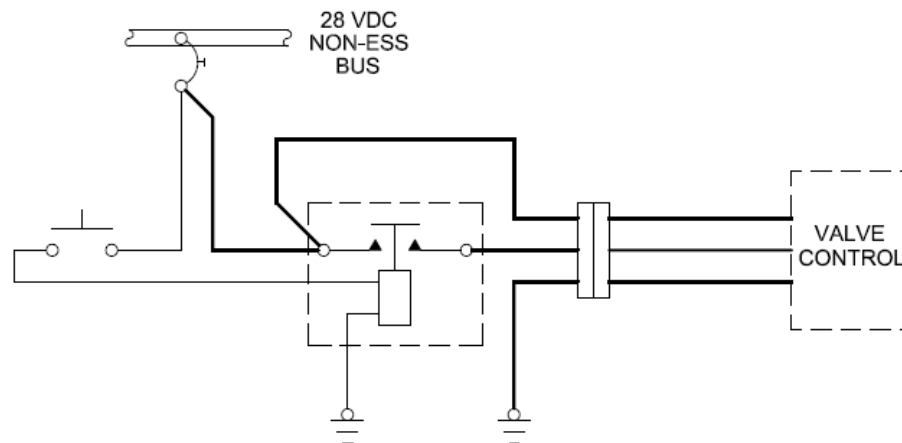 28 VDC
NON-ESS
BUS
VALVE
CONTROL